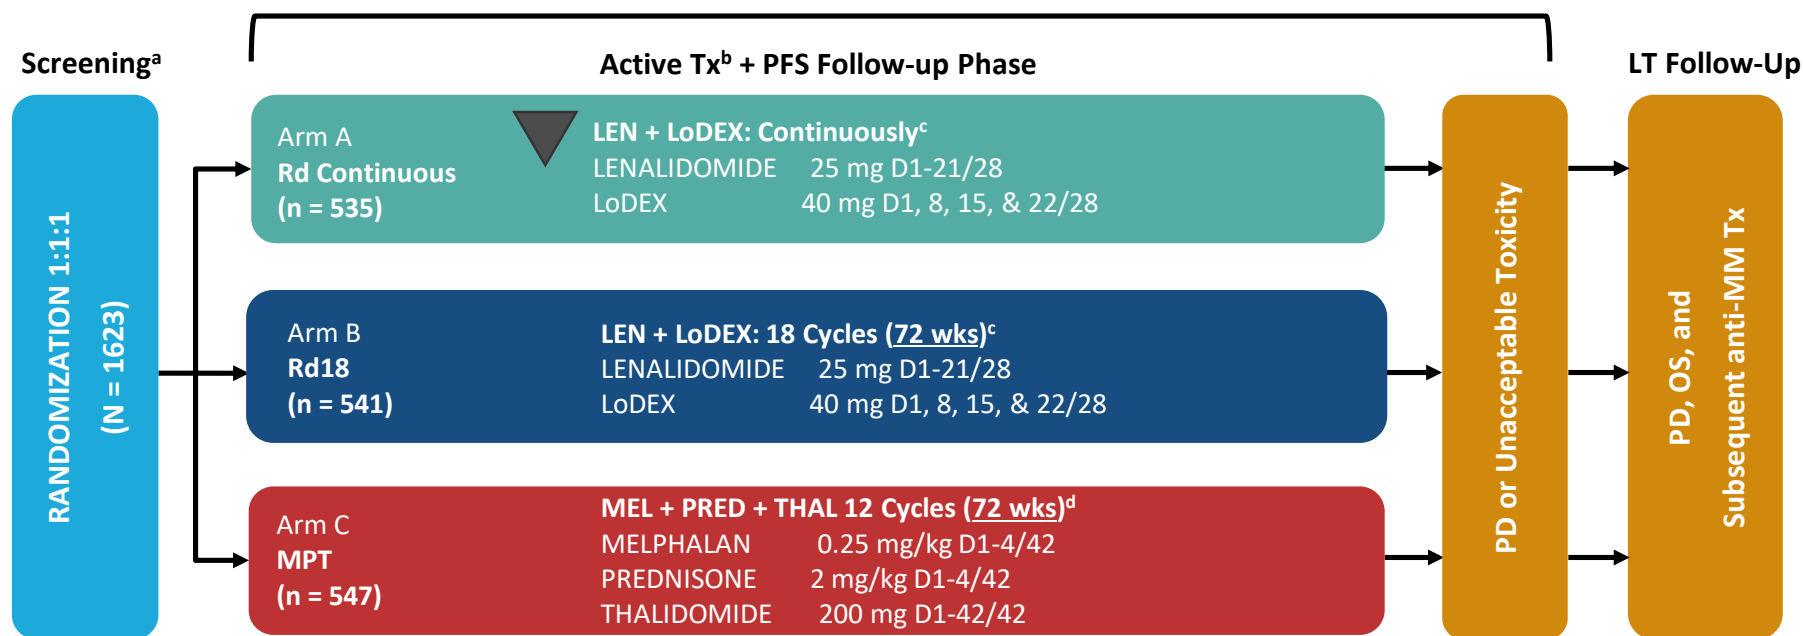 Screeningᵃ
Active Txᵇ + PFS Follow-up Phase
LT Follow-Up
RANDOMIZATION 1:1:1
(N = 1623)
Arm A
Rd Continuous
(n = 535)
LEN + LoDEX: Continuouslyᶜ
LENALIDOMIDE 25 mg D1-21/28
LoDEX 40 mg D1, 8, 15, & 22/28
Arm B
Rd18
(n = 541)
LEN + LoDEX: 18 Cycles (72 wks)ᶜ
LENALIDOMIDE 25 mg D1-21/28
LoDEX 40 mg D1, 8, 15, & 22/28
Arm C
MPT
(n = 547)
MEL + PRED + THAL 12 Cycles (72 wks)ᵈ
MELPHALAN 0.25 mg/kg D1-4/42
PREDNISONE 2 mg/kg D1-4/42
THALIDOMIDE 200 mg D1-42/42
PD or Unacceptable Toxicity
PD, OS, and
Subsequent anti-MM Tx